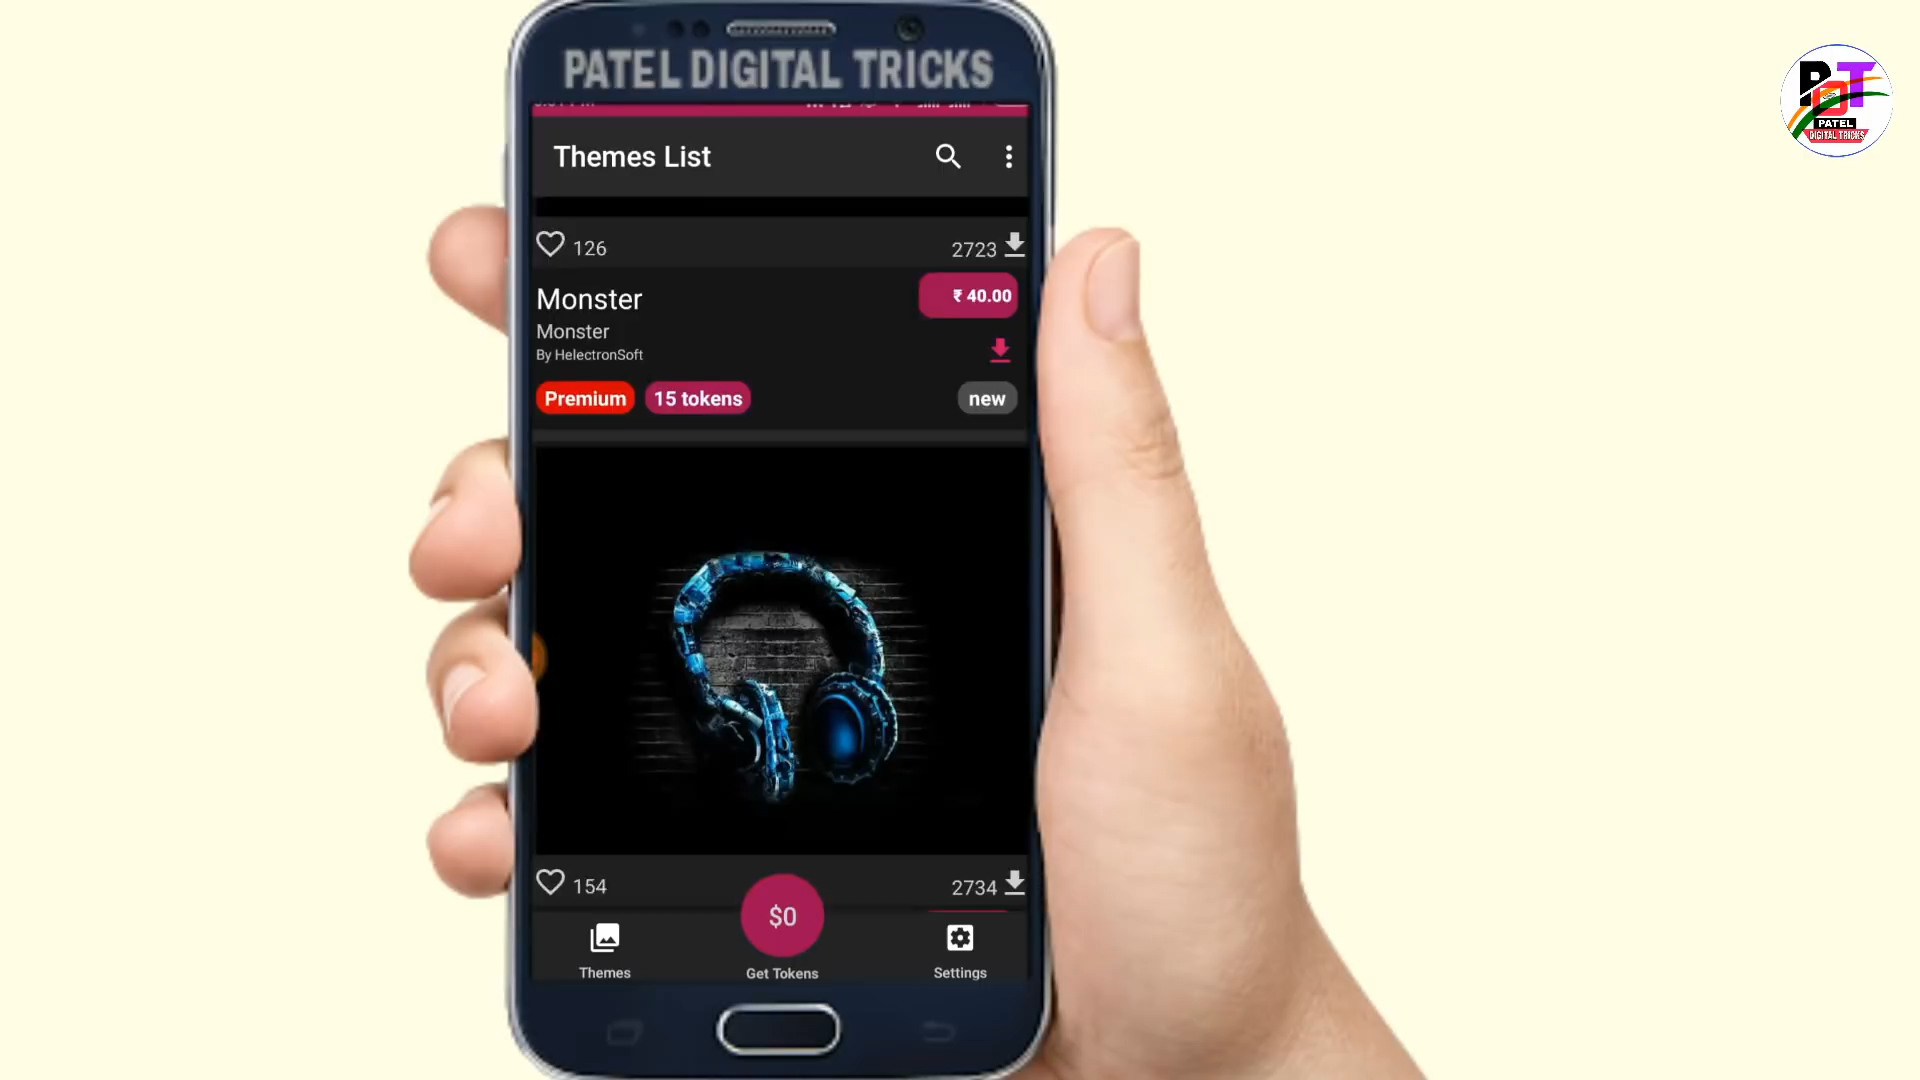 PATEL DIGITAL TRICKS
Themes List
126
2723
Monster
₹ 40.00
Monster
By HelectronSoft
Premium
15 tokens
new
154
2734
$0
Themes
Get Tokens
Settings
PDT
PATEL
DIGITAL TRICKS